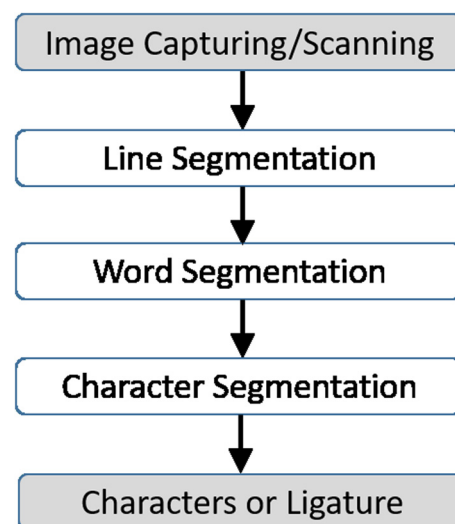 Image Capturing/Scanning
Line Segmentation
Word Segmentation
Character Segmentation
Characters or Ligature